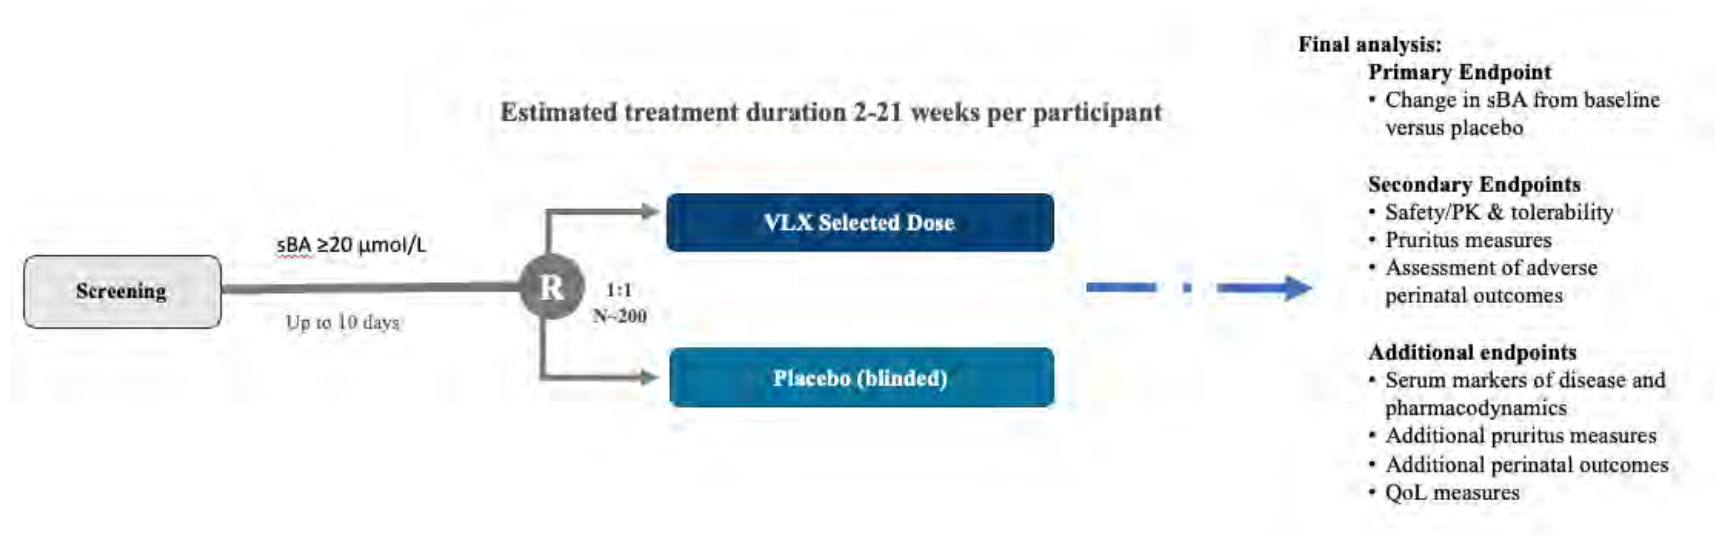 Estimated treatment duration 2-21 weeks per participant
Screening
sBA ≥20 μmol/L
Up to 10 days
R
1:1
N~200
VLX Selected Dose
Placebo (blinded)
Final analysis:
Primary Endpoint
• Change in sBA from baseline
versus placebo
Secondary Endpoints
• Safety/PK & tolerability
• Pruritus measures
• Assessment of adverse
perinatal outcomes
Additional endpoints
• Serum markers of disease and
pharmacodynamics
• Additional pruritus measures
• Additional perinatal outcomes
• QoL measures